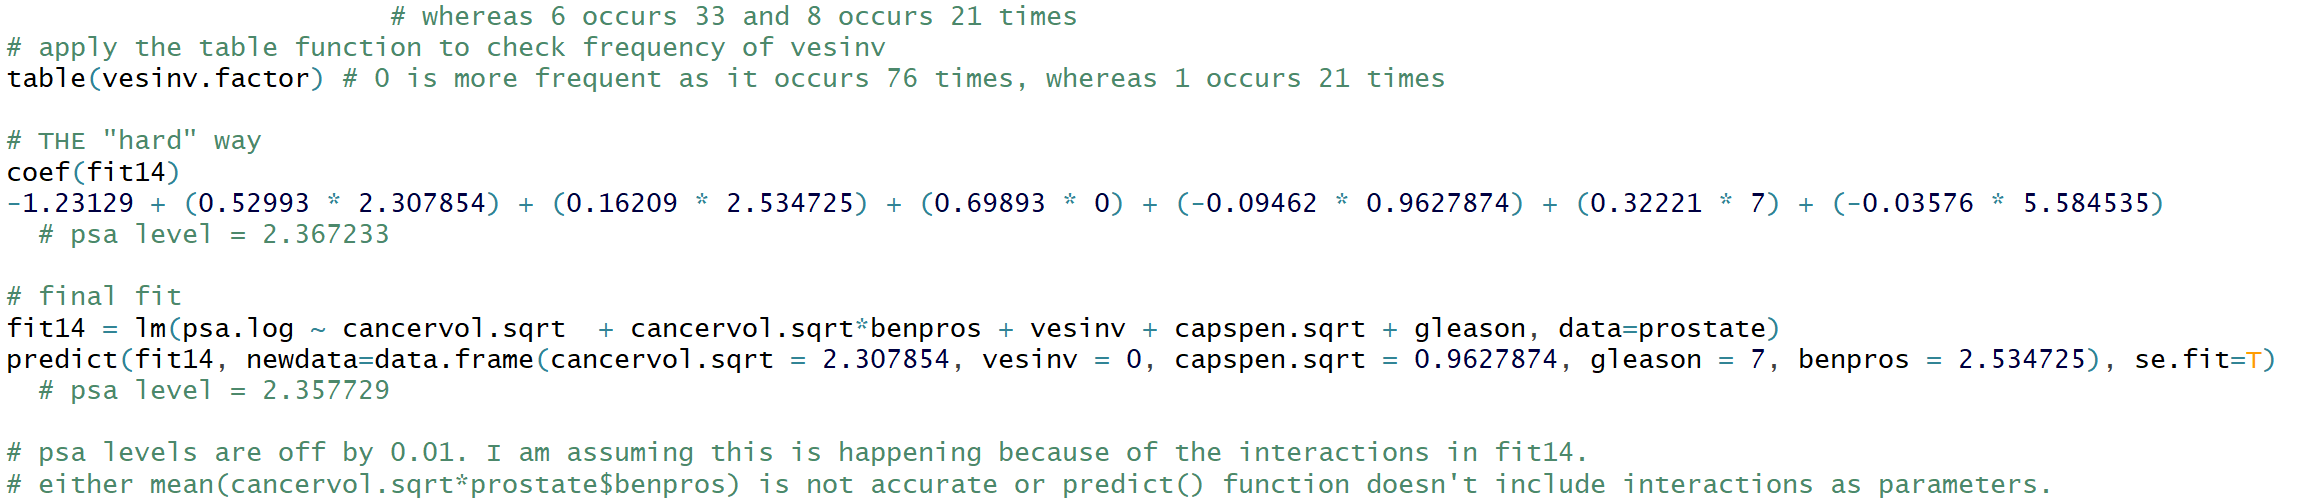 # whereas 6 occurs 33 and 8 occurs 21 times
# apply the table function to check frequency of vesinv
table(vesinv.factor) # 0 is more frequent as it occurs 76 times, whereas 1 occurs 21 times
# THE "hard" way
coef(fit14)
-1.23129 + (0.52993 * 2.307854) + (0.16209 * 2.534725) + (0.69893 * 0) + (-0.09462 * 0.9627874) + (0.32221 * 7) + (-0.03576 * 5.584535)
# psa level = 2.367233
# final fit
fit14 = lm(psa.log ~ cancervol.sqrt  + cancervol.sqrt*benpros + vesinv + capspen.sqrt + gleason, data=prostate)
predict(fit14, newdata=data.frame(cancervol.sqrt = 2.307854, vesinv = 0, capspen.sqrt = 0.9627874, gleason = 7, benpros = 2.534725), se.fit=T)
# psa level = 2.357729
# psa levels are off by 0.01. I am assuming this is happening because of the interactions in fit14.
# either mean(cancervol.sqrt*prostate$benpros) is not accurate or predict() function doesn't include interactions as parameters.